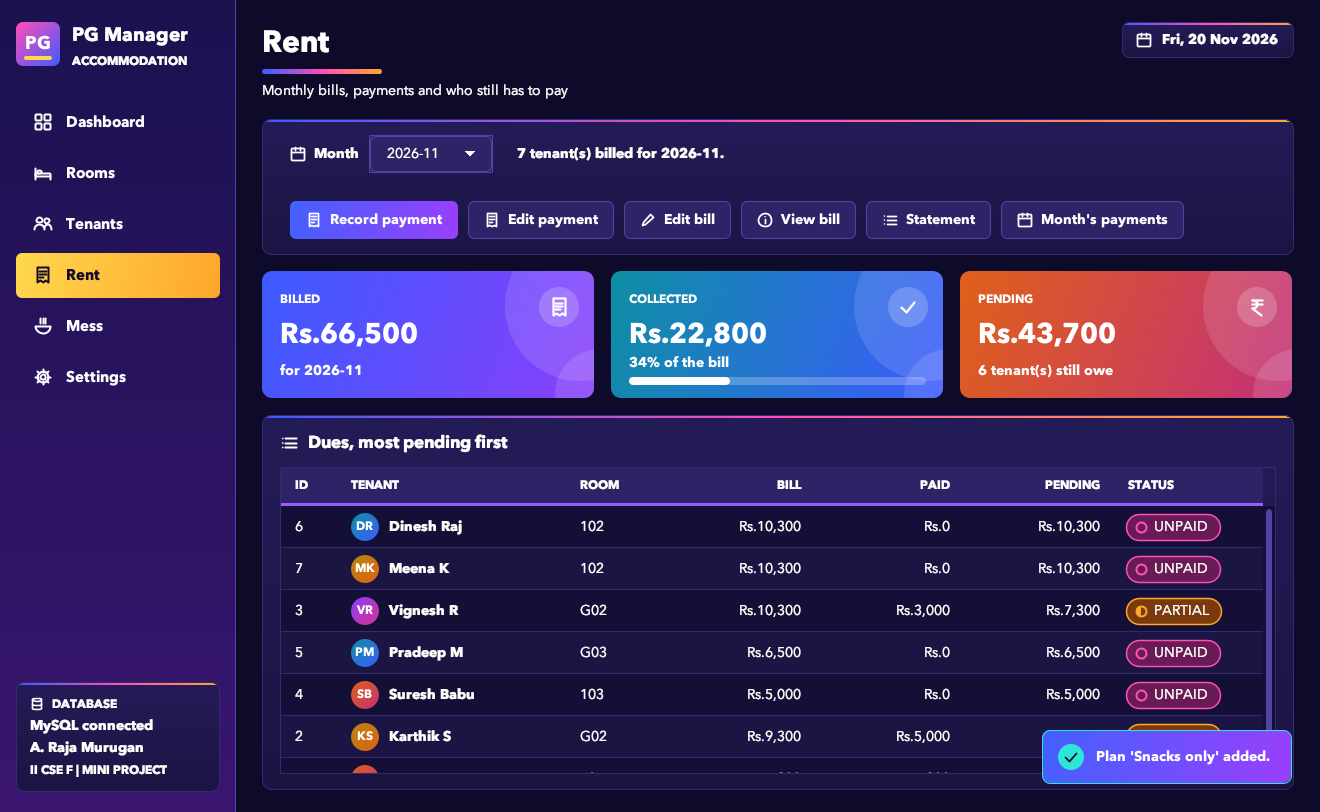 PG
PG Manager
ACCOMMODATION
Dashboard
Rooms
Tenants
Rent
Mess
Settings
DATABASE
MySQL connected
A. Raja Murugan
II CSE F | MINI PROJECT
Rent
Monthly bills, payments and who still has to pay
Fri, 20 Nov 2026
Month 2026-11 7 tenant(s) billed for 2026-11.
Record payment Edit payment Edit bill View bill Statement Month's payments
BILLED
Rs.66,500
for 2026-11
COLLECTED
Rs.22,800
34% of the bill
PENDING
₹
Rs.43,700
6 tenant(s) still owe
Dues, most pending first
ID TENANT ROOM BILL PAID PENDING STATUS
6 DR Dinesh Raj 102 Rs.10,300 Rs.0 Rs.10,300 UNPAID
7 MK Meena K 102 Rs.10,300 Rs.0 Rs.10,300 UNPAID
3 VR Vignesh R G02 Rs.10,300 Rs.3,000 Rs.7,300 PARTIAL
5 PM Pradeep M G03 Rs.6,500 Rs.0 Rs.6,500 UNPAID
4 SB Suresh Babu 103 Rs.5,000 Rs.0 Rs.5,000 UNPAID
2 KS Karthik S G02 Rs.9,300 Rs.5,000
Plan 'Snacks only' added.